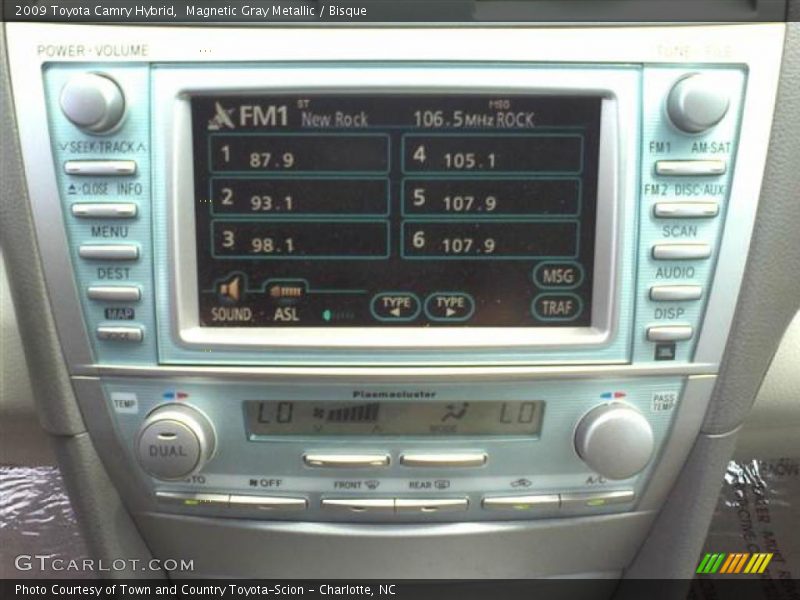 2009 Toyota Camry Hybrid, Magnetic Gray Metallic / Bisque
POWER·VOLUME
TUNE·FILE
FM1 ST New Rock 106.5MHz ROCK
MSG
∨SEEK·TRACK∧
FM1 AM·SAT
1 87.9
4 105.1
▲·CLOSE INFO
FM2 DISC·AUX
2 93.1
5 107.9
MENU
SCAN
3 98.1
6 107.9
DEST
AUDIO
MSG
MAP
DISP
SOUND ASL TYPE ◀ TYPE ▶ TRAF
Plasmacluster
TEMP
PASS TEMP
LO
MODE
LO
DUAL
OFF
FRONT
REAR
A/C
GTCARLOT.COM
Photo Courtesy of Town and Country Toyota-Scion - Charlotte, NC